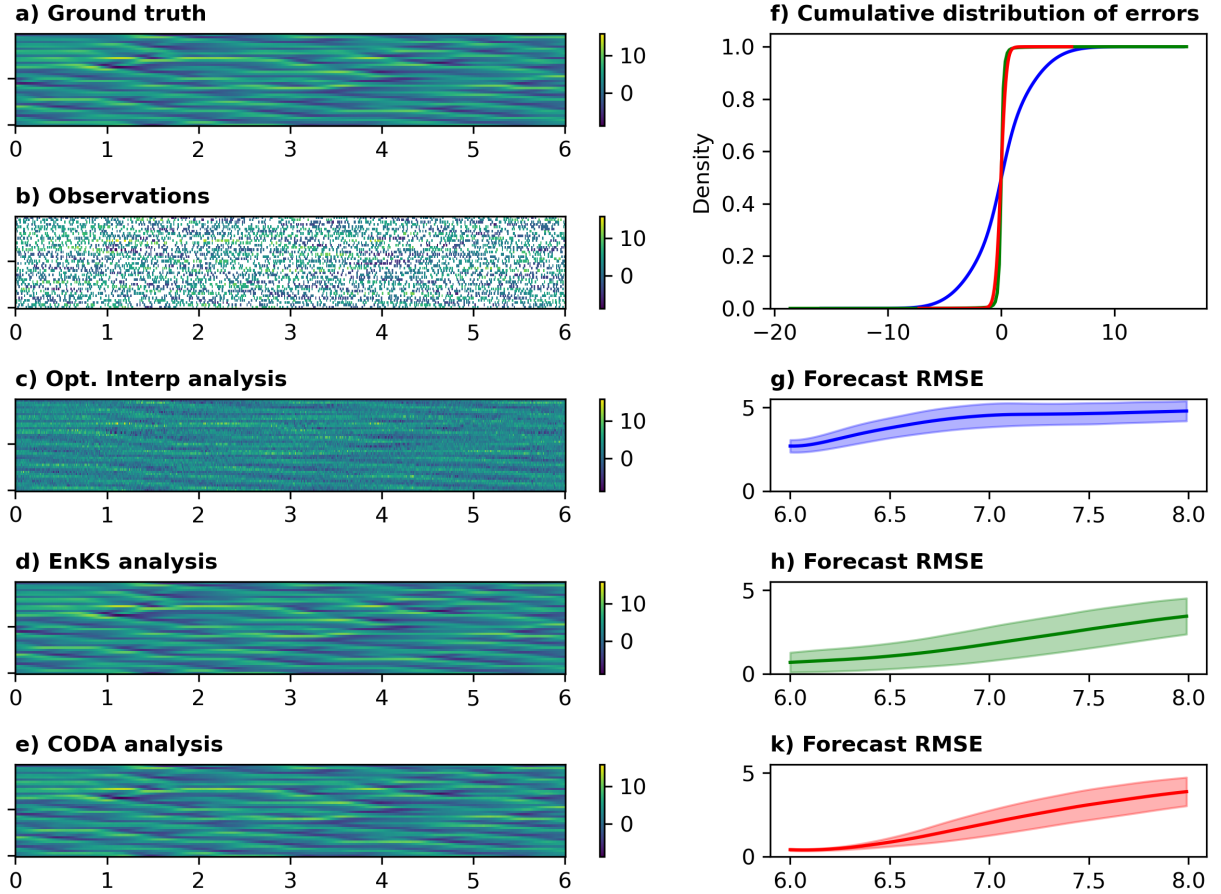 a) Ground truth
10
0
0 1 2 3 4 5 6
b) Observations
10
0
0 1 2 3 4 5 6
c) Opt. Interp analysis
10
0
0 1 2 3 4 5 6
d) EnKS analysis
10
0
0 1 2 3 4 5 6
e) CODA analysis
10
0
0 1 2 3 4 5 6
f) Cumulative distribution of errors
Density
1.0
0.8
0.6
0.4
0.2
0.0
−20 −10 0 10
g) Forecast RMSE
5
0
6.0 6.5 7.0 7.5 8.0
h) Forecast RMSE
5
0
6.0 6.5 7.0 7.5 8.0
k) Forecast RMSE
5
0
6.0 6.5 7.0 7.5 8.0